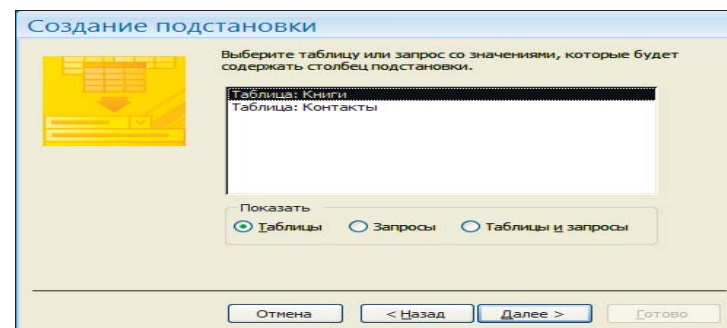 Создание подстановки
Выберите таблицу или запрос со значениями, которые будет
содержать столбец подстановки.
Таблица: Книги
Таблица: Контакты
Показать
Таблицы Запросы Таблицы и запросы
Отмена < Назад Далее > Готово